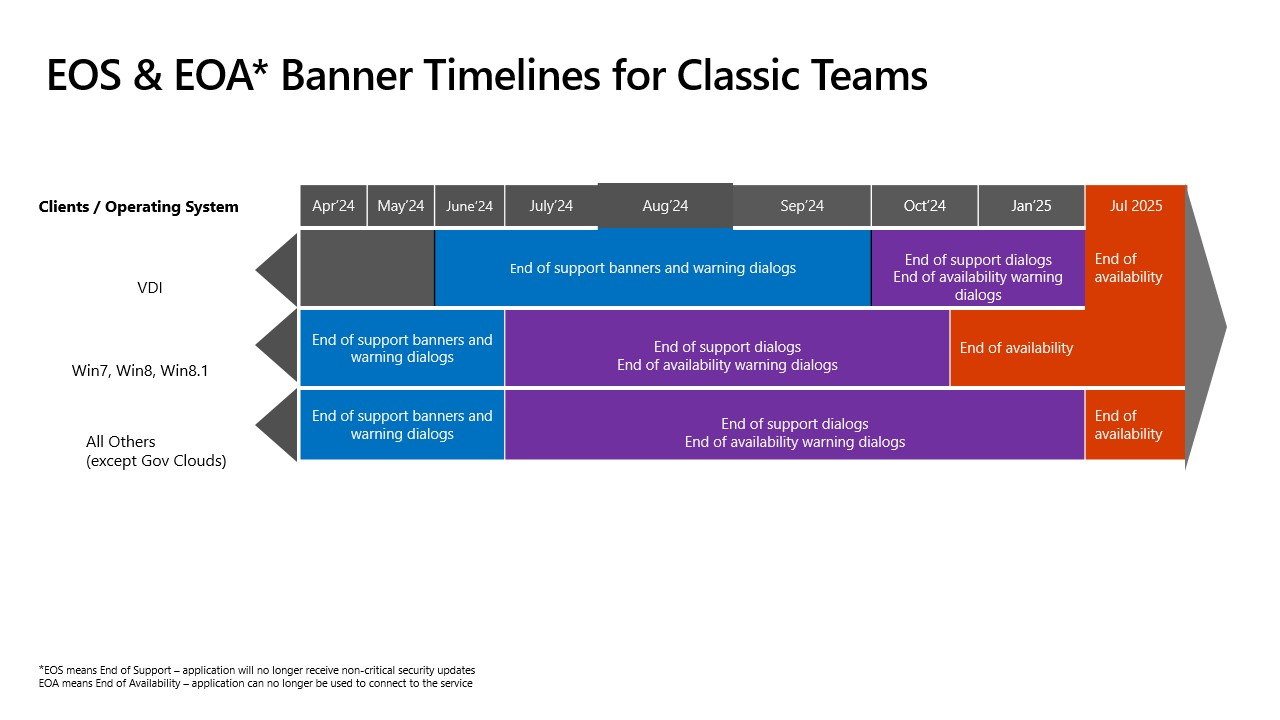 EOS & EOA* Banner Timelines for Classic Teams
Clients / Operating System
Apr’24
May’24
June’24
July’24
Aug’24
Sep’24
Oct’24
Jan’25
Jul 2025
VDI
End of support banners and warning dialogs
End of support dialogs
End of availability warning
dialogs
End of
availability
Win7, Win8, Win8.1
End of support banners and
warning dialogs
End of support dialogs
End of availability warning dialogs
End of availability
All Others
(except Gov Clouds)
End of support banners and
warning dialogs
End of support dialogs
End of availability warning dialogs
End of
availability
*EOS means End of Support – application will no longer receive non-critical security updates
EOA means End of Availability – application can no longer be used to connect to the service